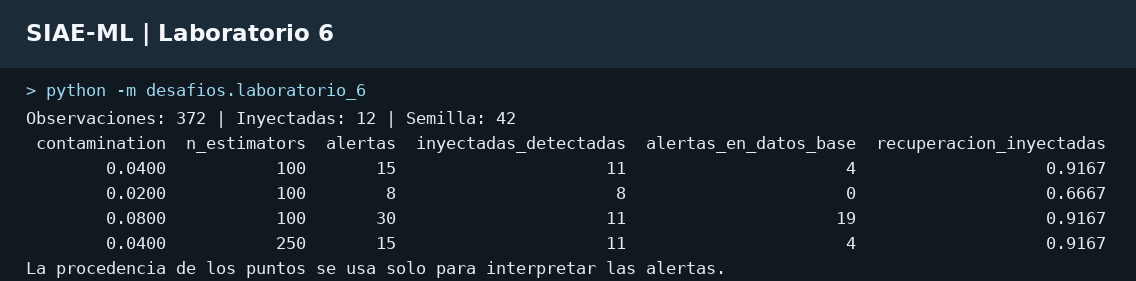 SIAE-ML | Laboratorio 6
> python -m desafios.laboratorio_6
Observaciones: 372 | Inyectadas: 12 | Semilla: 42
contamination n_estimators alertas inyectadas_detectadas alertas_en_datos_base recuperacion_inyectadas
0.0400 100 15 11 4 0.9167
0.0200 100 8 8 0 0.6667
0.0800 100 30 11 19 0.9167
0.0400 250 15 11 4 0.9167
La procedencia de los puntos se usa solo para interpretar las alertas.